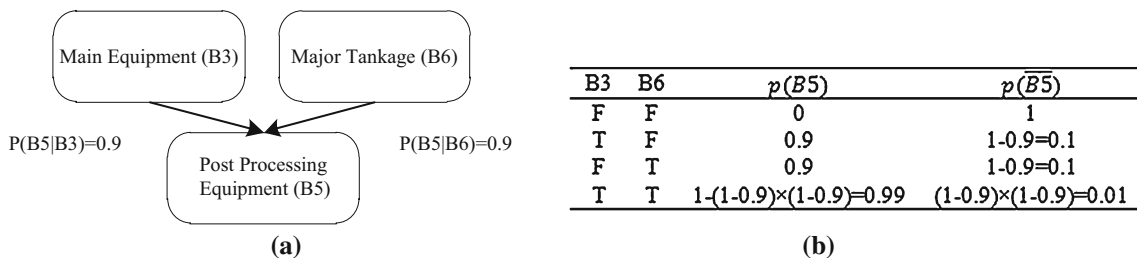 Main Equipment (B3)
Major Tankage (B6)
P(B5|B3)=0.9
P(B5|B6)=0.9
Post Processing
Equipment (B5)
(a)
B3 B6 p(B5) p(B̅5̅)
F F 0 1
T F 0.9 1-0.9=0.1
F T 0.9 1-0.9=0.1
T T 1-(1-0.9)×(1-0.9)=0.99 (1-0.9)×(1-0.9)=0.01
(b)